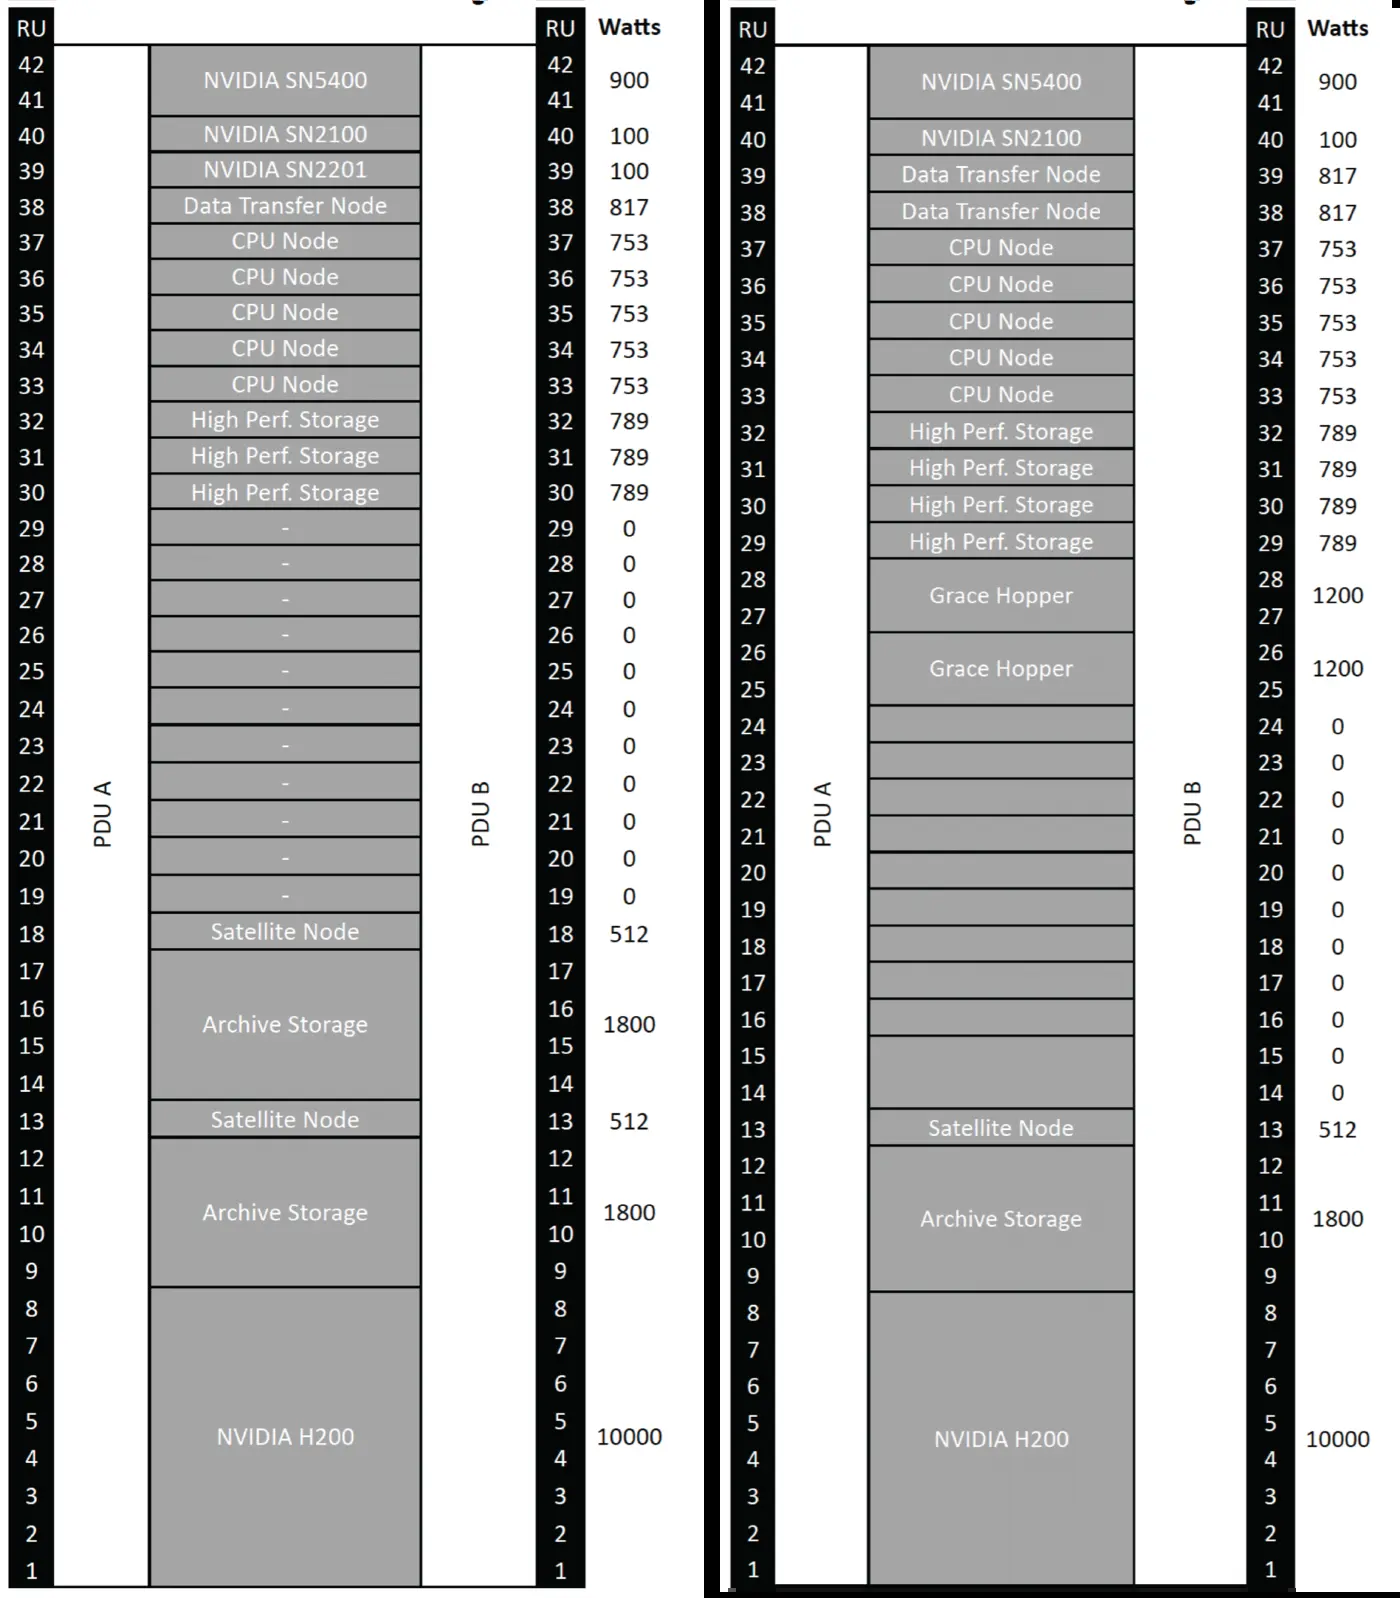 RU RU Watts
42 NVIDIA SN5400 42 900
41 41
40 NVIDIA SN2100 40 100
39 NVIDIA SN2201 39 100
38 Data Transfer Node 38 817
37 CPU Node 37 753
36 CPU Node 36 753
35 CPU Node 35 753
34 CPU Node 34 753
33 CPU Node 33 753
32 High Perf. Storage 32 789
31 High Perf. Storage 31 789
30 High Perf. Storage 30 789
29 - 29 0
28 - 28 0
27 - 27 0
26 - 26 0
25 - 25 0
24 - 24 0
23 - 23 0
22 - 22 0
21 - 21 0
20 - 20 0
19 - 19 0
18 Satellite Node 18 512
17 17
16 Archive Storage 16 1800
15 15
14 14
13 Satellite Node 13 512
12 12
11 Archive Storage 11 1800
10 10
9 9
8 8
7 7
6 6
5 NVIDIA H200 5 10000
4 4
3 3
2 2
1 1
PDU A
PDU B
RU RU Watts
42 NVIDIA SN5400 42 900
41 41
40 NVIDIA SN2100 40 100
39 Data Transfer Node 39 817
38 Data Transfer Node 38 817
37 CPU Node 37 753
36 CPU Node 36 753
35 CPU Node 35 753
34 CPU Node 34 753
33 CPU Node 33 753
32 High Perf. Storage 32 789
31 High Perf. Storage 31 789
30 High Perf. Storage 30 789
29 High Perf. Storage 29 789
28 Grace Hopper 28 1200
27 27
26 Grace Hopper 26 1200
25 25
24 24 0
23 23 0
22 22 0
21 21 0
20 20 0
19 19 0
18 18 0
17 17 0
16 16 0
15 15 0
14 14 0
13 Satellite Node 13 512
12 12
11 Archive Storage 11 1800
10 10
9 9
8 8
7 7
6 6
5 NVIDIA H200 5 10000
4 4
3 3
2 2
1 1
PDU A
PDU B